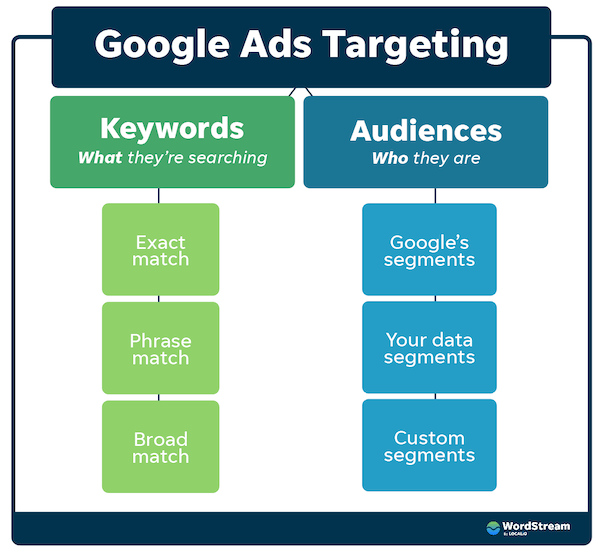 Google Ads Targeting
Keywords
What they're searching
Audiences
Who they are
Exact
match
Phrase
match
Broad
match
Google's
segments
Your data
segments
Custom
segments
WordStream
By LOCALiQ